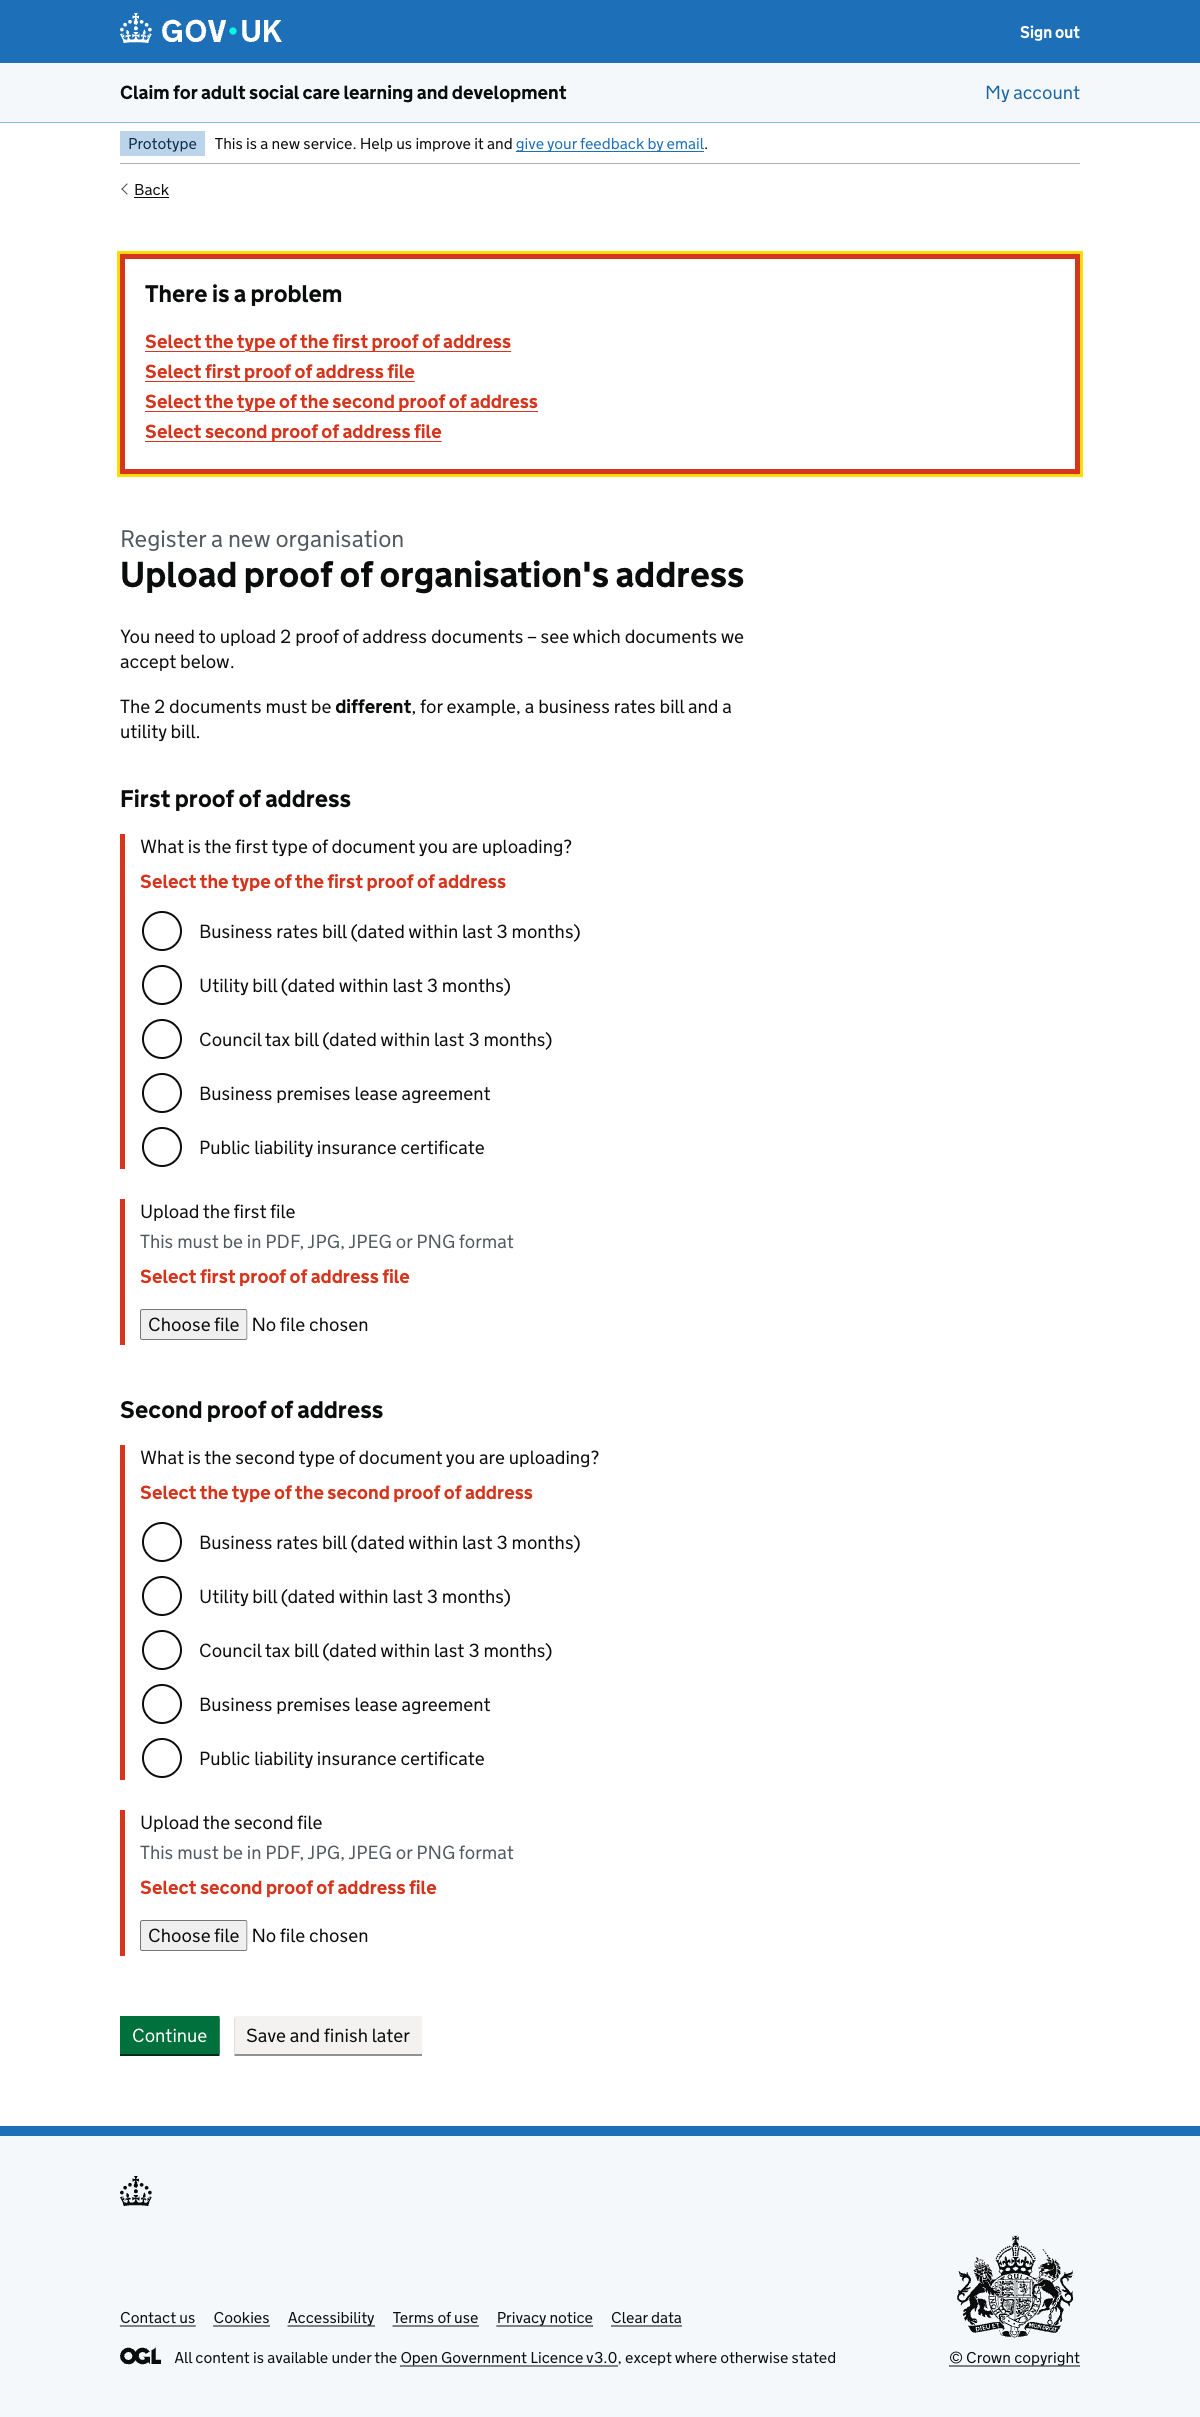 GOV·UK
Sign out
Claim for adult social care learning and development
My account
Prototype
This is a new service. Help us improve it and give your feedback by email.
Back
There is a problem
Select the type of the first proof of address
Select first proof of address file
Select the type of the second proof of address
Select second proof of address file
Register a new organisation
Upload proof of organisation's address
You need to upload 2 proof of address documents – see which documents we
accept below.
The 2 documents must be different, for example, a business rates bill and a
utility bill.
First proof of address
What is the first type of document you are uploading?
Select the type of the first proof of address
Business rates bill (dated within last 3 months)
Utility bill (dated within last 3 months)
Council tax bill (dated within last 3 months)
Business premises lease agreement
Public liability insurance certificate
Upload the first file
This must be in PDF, JPG, JPEG or PNG format
Select first proof of address file
Choose file No file chosen
Second proof of address
What is the second type of document you are uploading?
Select the type of the second proof of address
Business rates bill (dated within last 3 months)
Utility bill (dated within last 3 months)
Council tax bill (dated within last 3 months)
Business premises lease agreement
Public liability insurance certificate
Upload the second file
This must be in PDF, JPG, JPEG or PNG format
Select second proof of address file
Choose file No file chosen
Continue
Save and finish later
Contact us
Cookies
Accessibility
Terms of use
Privacy notice
Clear data
OGL
All content is available under the Open Government Licence v3.0, except where otherwise stated
© Crown copyright